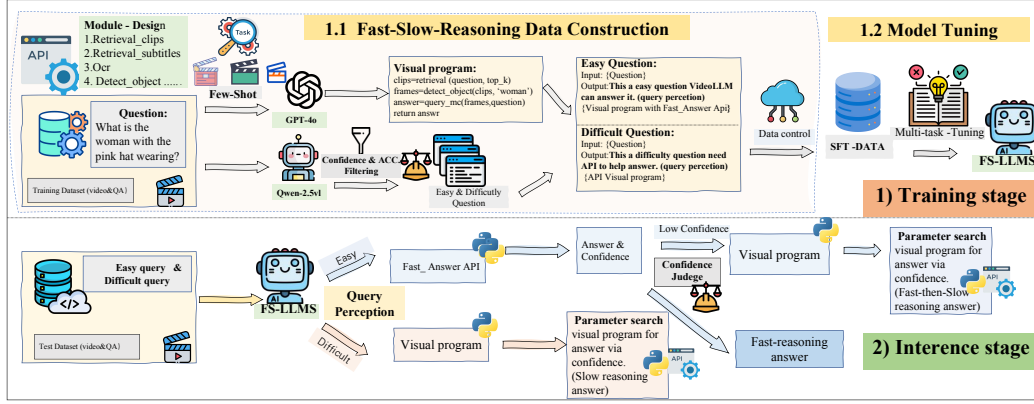 Module - Design
1.Retrieval_clips
2.Retrieval_subtitles
3.Ocr
4. Detect_object ......
API
Question:
What is the
woman with the
pink hat wearing?
Training Dataset (video&QA)
Task
Few-Shot
1.1 Fast-Slow-Reasoning Data Construction
GPT-4o
Qwen-2.5vl
Visual program:
clips=retrieval (question, top_k)
frames=detect_object(clips, ‘woman’)
answer=query_mc(frames,question)
return answr
Confidence & ACC
Filtering
Easy & Difficutly
Question
Easy Question:
Input: {Question}
Output:This a easy question VideoLLM
can answer it. (query percetion)
{Visual program with Fast_Answer Api}
Difficult Question:
Input: {Question}
Output:This a difficulty question need
API to help answer. (query percetion)
{API Visual program}
Data control
1.2 Model Tuning
SFT -DATA
Multi-task -Tuning
FS-LLMS
1) Training stage
Easy query &
Difficult query
Test Dataset (video&QA)
FS-LLMS
Easy
Query
Perception
Difficult
Fast_ Answer API
Answer &
Confidence
Low Confidence
Confidence
Judege
Visual program
Parameter search
visual program for
answer via
confidence.
(Fast-then-Slow
reasoning answer)
API
Visual program
Parameter search
visual program for
answer via
confidence.
(Slow reasoning
answer)
API
Fast-reasoning
answer
2) Interence stage